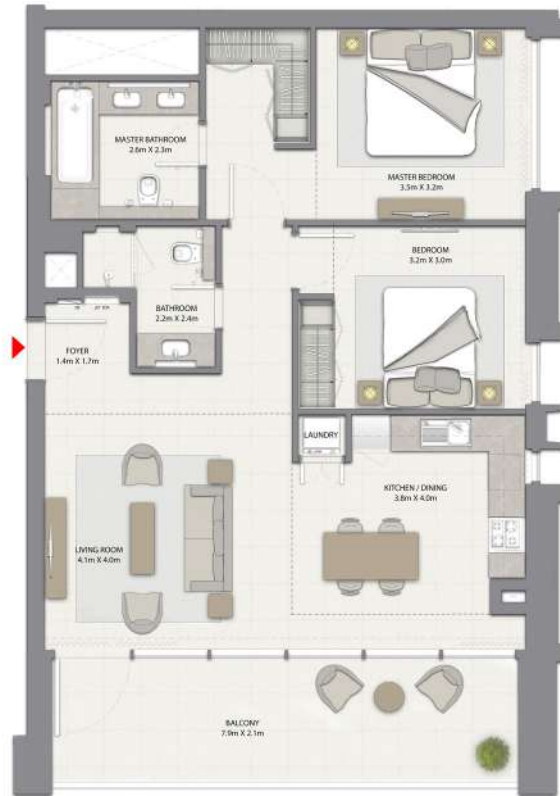 MASTER BATHROOM
2.6m X 2.3m
MASTER BEDROOM
3.5m X 3.2m
BEDROOM
3.2m X 3.0m
BATHROOM
2.2m X 2.4m
FOYER
1.4m X 1.7m
LAUNDRY
KITCHEN / DINING
3.8m X 4.0m
LIVING ROOM
4.1m X 4.0m
BALCONY
7.9m X 2.1m